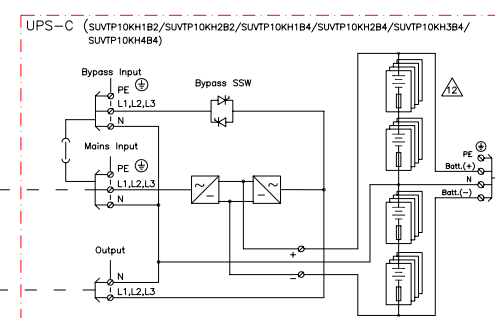 UPS-C (SUVTP10KH1B2/SUVTP10KH2B2/SUVTP10KH1B4/SUVTP10KH2B4/SUVTP10KH3B4/
SUVTP10KH4B4)
Bypass Input
PE
L1,L2,L3
N
Bypass SSW
12
Mains Input
PE
L1,L2,L3
N
PE
Batt.(+)
N
Batt.(-)
+
-
Output
N
L1,L2,L3